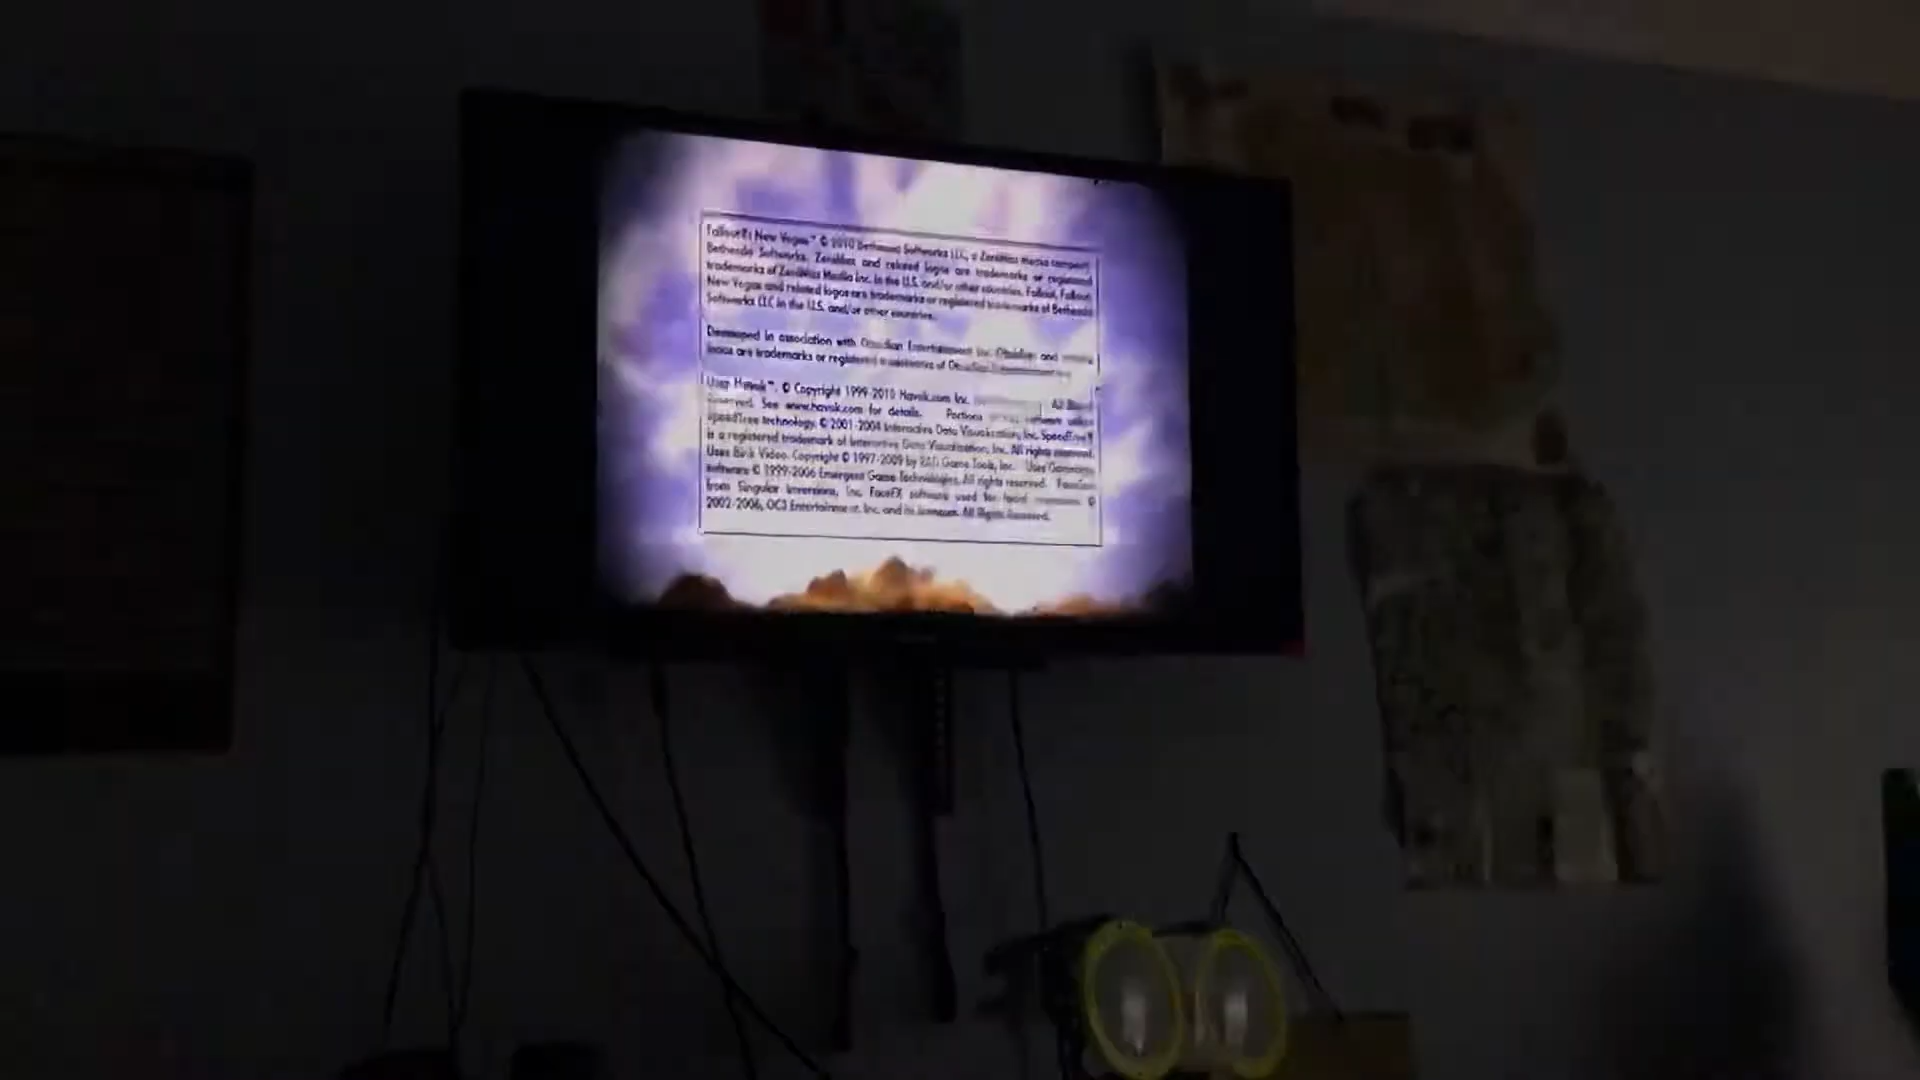 Fallout®: New Vegas™ © 2010 Bethesda Softworks LLC, a ZeniMax Media company.
Bethesda Softworks, ZeniMax and related logos are trademarks or registered
trademarks of ZeniMax Media Inc. in the U.S. and/or other countries. Fallout, Fallout:
New Vegas and related logos are trademarks or registered trademarks of Bethesda
Softworks LLC in the U.S. and/or other countries.
Developed in association with Obsidian Entertainment Inc. Obsidian and
logos are trademarks or registered trademarks of Obsidian
Uses Havok™. © Copyright 1999-2010 Havok.com Inc. All Rights
Reserved. See www.havok.com for details. Portions software utilize
SpeedTree technology. © 2001-2004 Interactive Data Visualization, Inc. SpeedTree®
is a registered trademark of Interactive Data Visualization, Inc. All rights reserved.
Uses Bink Video. Copyright © 1997-2009 by RAD Game Tools, Inc. Uses Gamebryo
software © 1999-2006 Emergent Game Technologies. All rights reserved. FaceGen
from Singular Inversions, Inc. FaceFX software used for facial ©
2002-2006, OC3 Entertainment, Inc. and its licensors. All Rights Reserved.